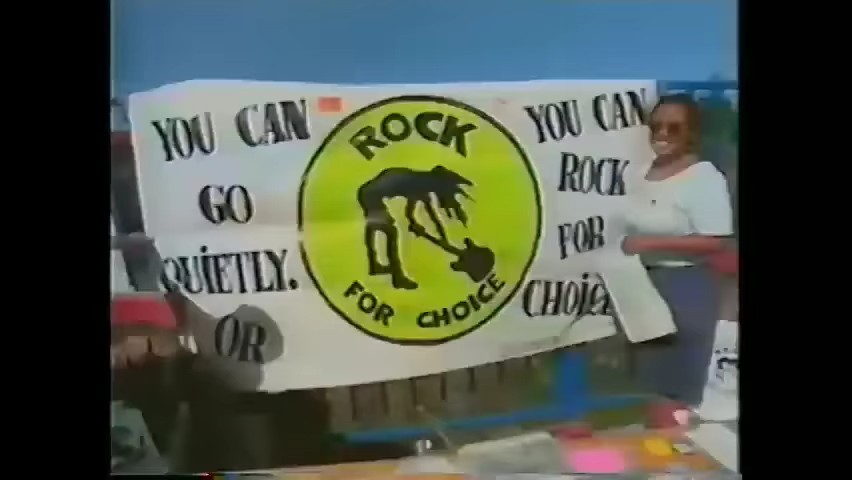 YOU CAN
GO
QUiETLY.
OR
ROCK
FOR CHOICE
YOU CAN
ROCK
FOR
CHOiCE